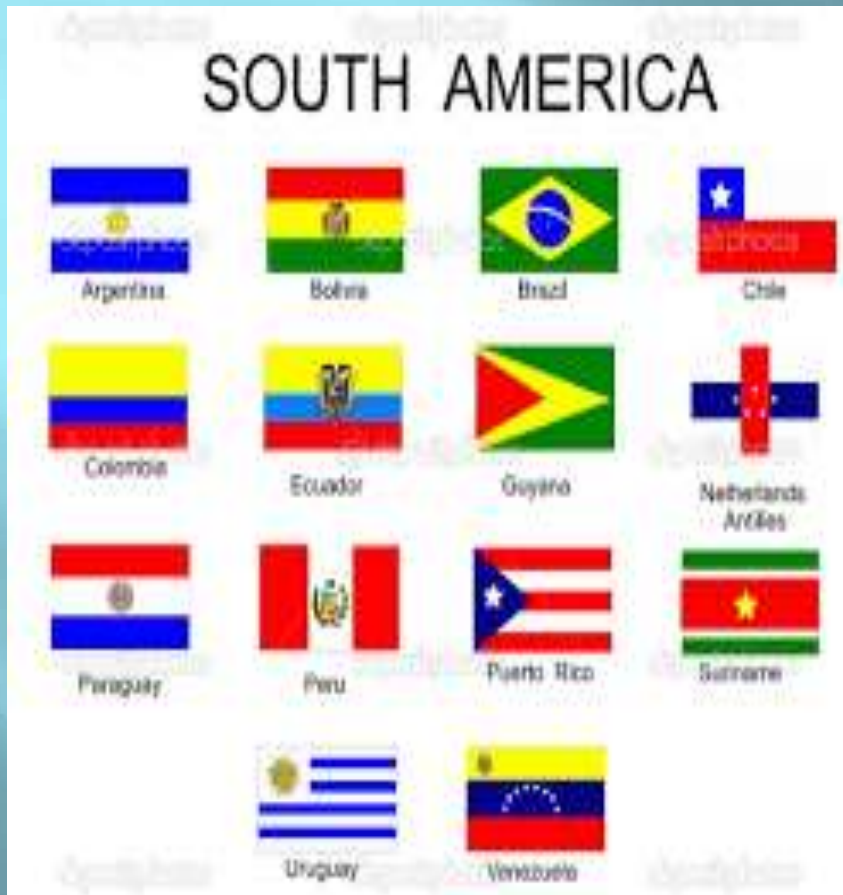 SOUTH AMERICA
Argentina
Bolivia
Brazil
Chile
Colombia
Ecuador
Guyana
Netherlands
Antilles
Paraguay
Peru
Puerto Rico
Suriname
Uruguay
Venezuela